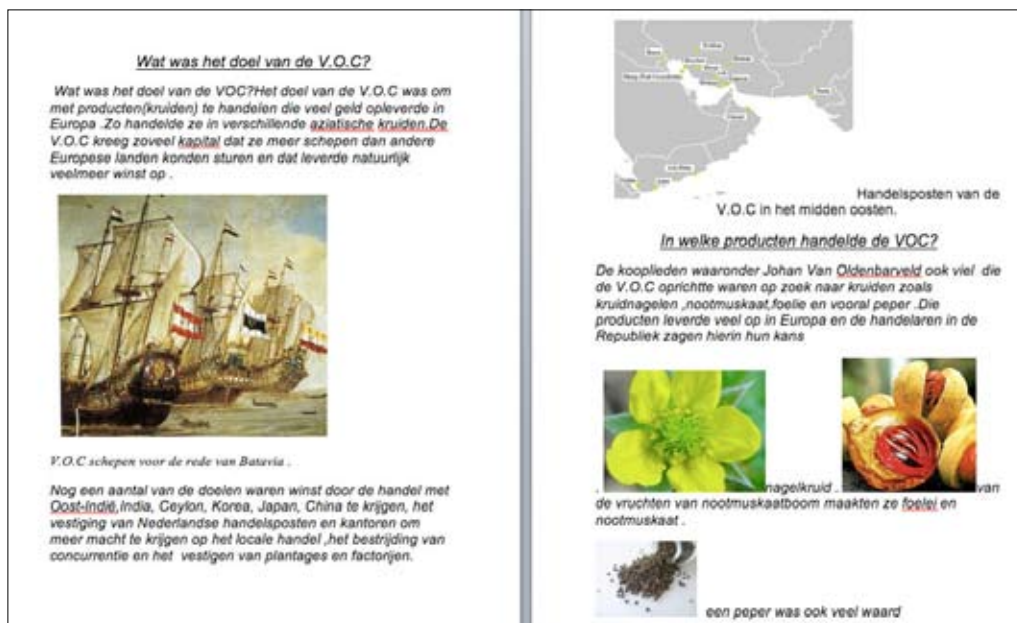 Wat was het doel van de V.O.C?
Wat was het doel van de VOC?Het doel van de V.O.C was om
met producten(kruiden) te handelen die veel geld opleverde in
Europa .Zo handelde ze in verschillende aziatische kruiden.De
V.O.C kreeg zoveel kapital dat ze meer schepen dan andere
Europese landen konden sturen en dat leverde natuurlijk
veelmeer winst op .
V.O.C schepen voor de rede van Batavia .
Nog een aantal van de doelen waren winst door de handel met
Oost-Indië,India, Ceylon, Korea, Japan, China te krijgen, het
vestiging van Nederlandse handelsposten en kantoren om
meer macht te krijgen op het locale handel ,het bestrijding van
concurrentie en het vestigen van plantages en factorijen.
Handelsposten van de
V.O.C in het midden oosten.
In welke producten handelde de VOC?
De kooplieden waaronder Johan Van Oldenbarveld ook viel die
de V.O.C oprichtte waren op zoek naar kruiden zoals
kruidnagelen ,nootmuskaat,foelie en vooral peper .Die
producten leverde veel op in Europa en de handelaren in de
Republiek zagen hierin hun kans
. nagelkruid . van
de vruchten van nootmuskaatboom maakten ze foelei en
nootmuskaat .
een peper was ook veel waard